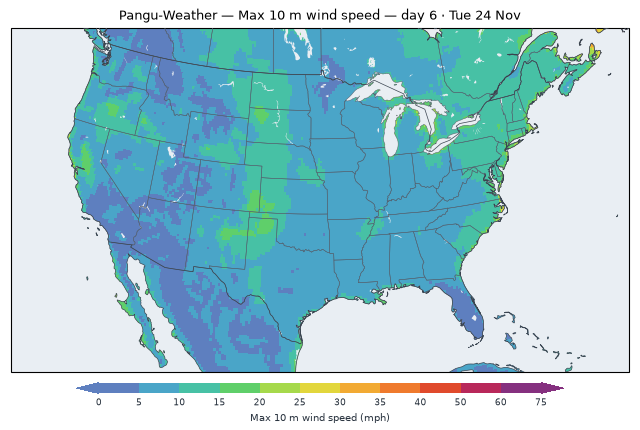 Pangu-Weather — Max 10 m wind speed — day 6 · Tue 24 Nov
0 5 10 15 20 25 30 35 40 50 60 75
Max 10 m wind speed (mph)